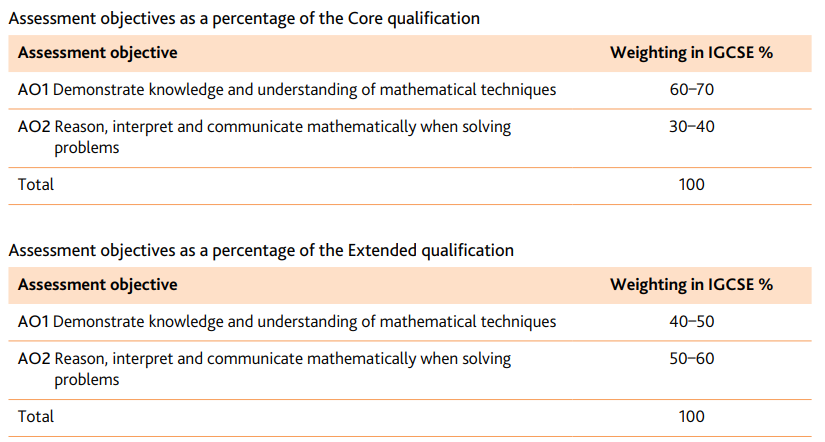 Assessment objectives as a percentage of the Core qualification
Assessment objective Weighting in IGCSE %
AO1 Demonstrate knowledge and understanding of mathematical techniques 60–70
AO2 Reason, interpret and communicate mathematically when solving 30–40
problems
Total 100
Assessment objectives as a percentage of the Extended qualification
Assessment objective Weighting in IGCSE %
AO1 Demonstrate knowledge and understanding of mathematical techniques 40–50
AO2 Reason, interpret and communicate mathematically when solving 50–60
problems
Total 100